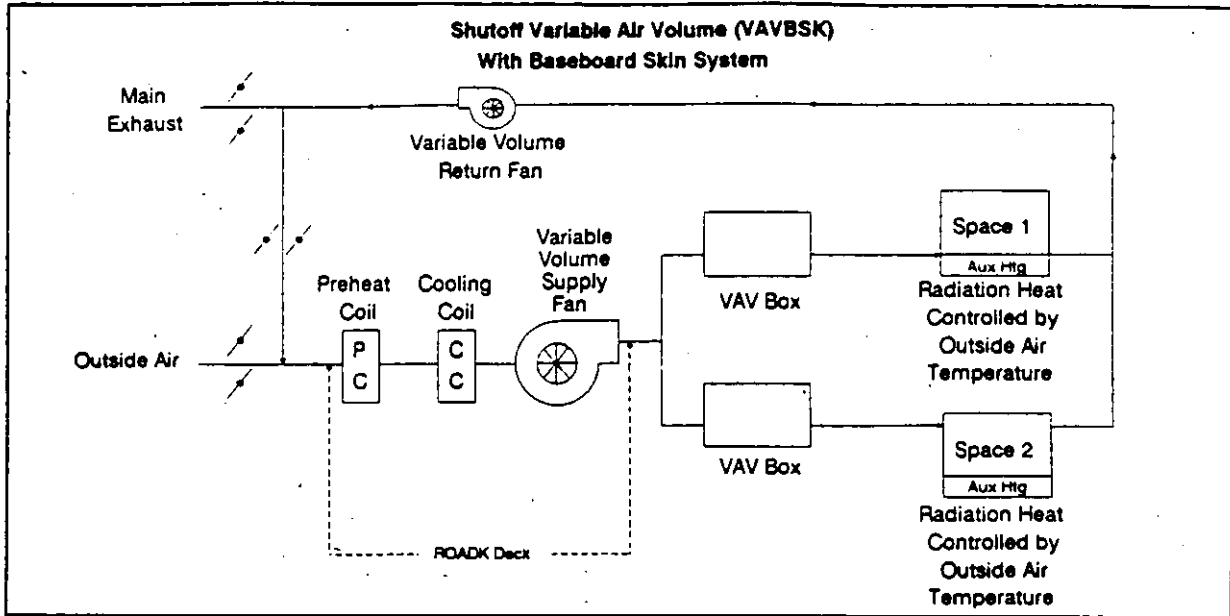 Shutoff Variable Air Volume (VAVBSK)
With Baseboard Skin System
Main
Exhaust
Variable Volume
Return Fan
Variable
Volume
Supply
Fan
Preheat
Coil
Cooling
Coil
P
C
C
C
Outside Air
VAV Box
VAV Box
Space 1
Aux Htg
Radiation Heat
Controlled by
Outside Air
Temperature
Space 2
Aux Htg
Radiation Heat
Controlled by
Outside Air
Temperature
ROADK Deck